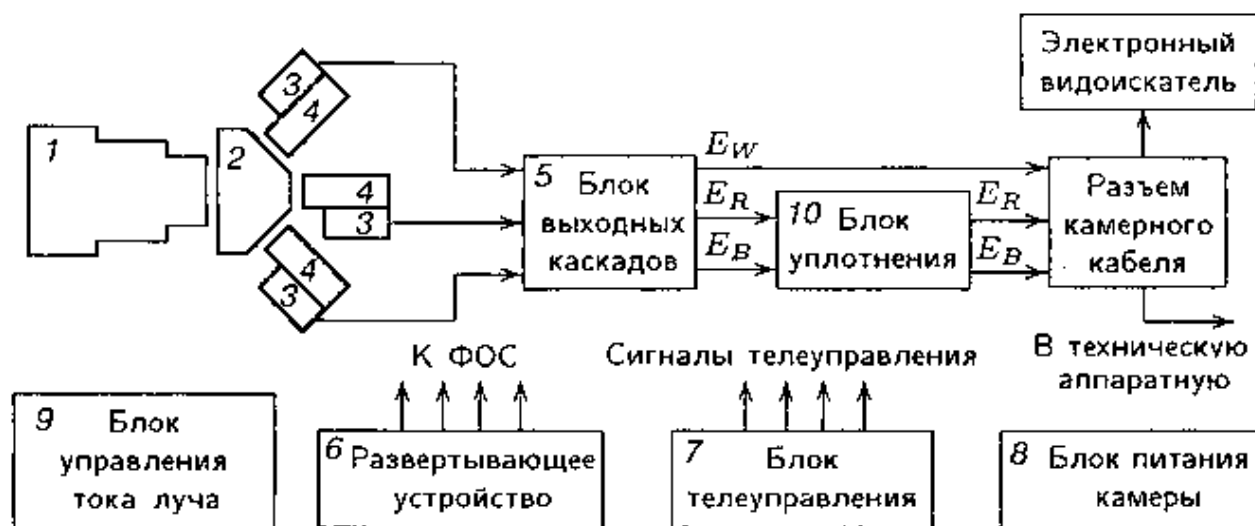 Электронный
видоискатель
3
4
1
2
4
3
4
3
5 Блок
выходных
каскадов
E_W
E_R
E_B
10 Блок
уплотнения
E_R
E_B
Разъем
камерного
кабеля
К ФОС
Сигналы телеуправления
В техническую
аппаратную
9 Блок
управления
тока луча
6 Развертывающее
устройство
7 Блок
телеуправления
8 Блок питания
камеры